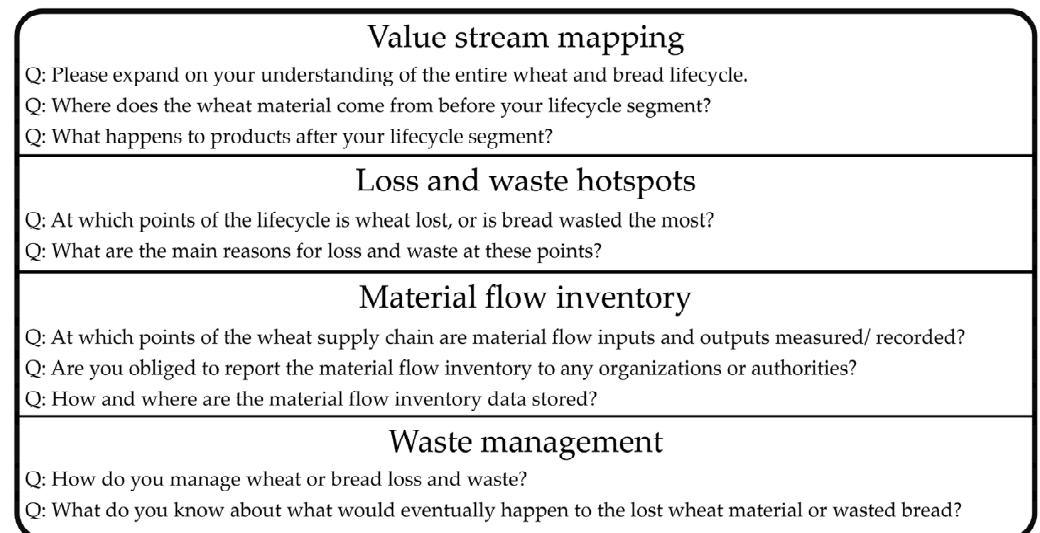 Value stream mapping
Q: Please expand on your understanding of the entire wheat and bread lifecycle.
Q: Where does the wheat material come from before your lifecycle segment?
Q: What happens to products after your lifecycle segment?
Loss and waste hotspots
Q: At which points of the lifecycle is wheat lost, or is bread wasted the most?
Q: What are the main reasons for loss and waste at these points?
Material flow inventory
Q: At which points of the wheat supply chain are material flow inputs and outputs measured/ recorded?
Q: Are you obliged to report the material flow inventory to any organizations or authorities?
Q: How and where are the material flow inventory data stored?
Waste management
Q: How do you manage wheat or bread loss and waste?
Q: What do you know about what would eventually happen to the lost wheat material or wasted bread?